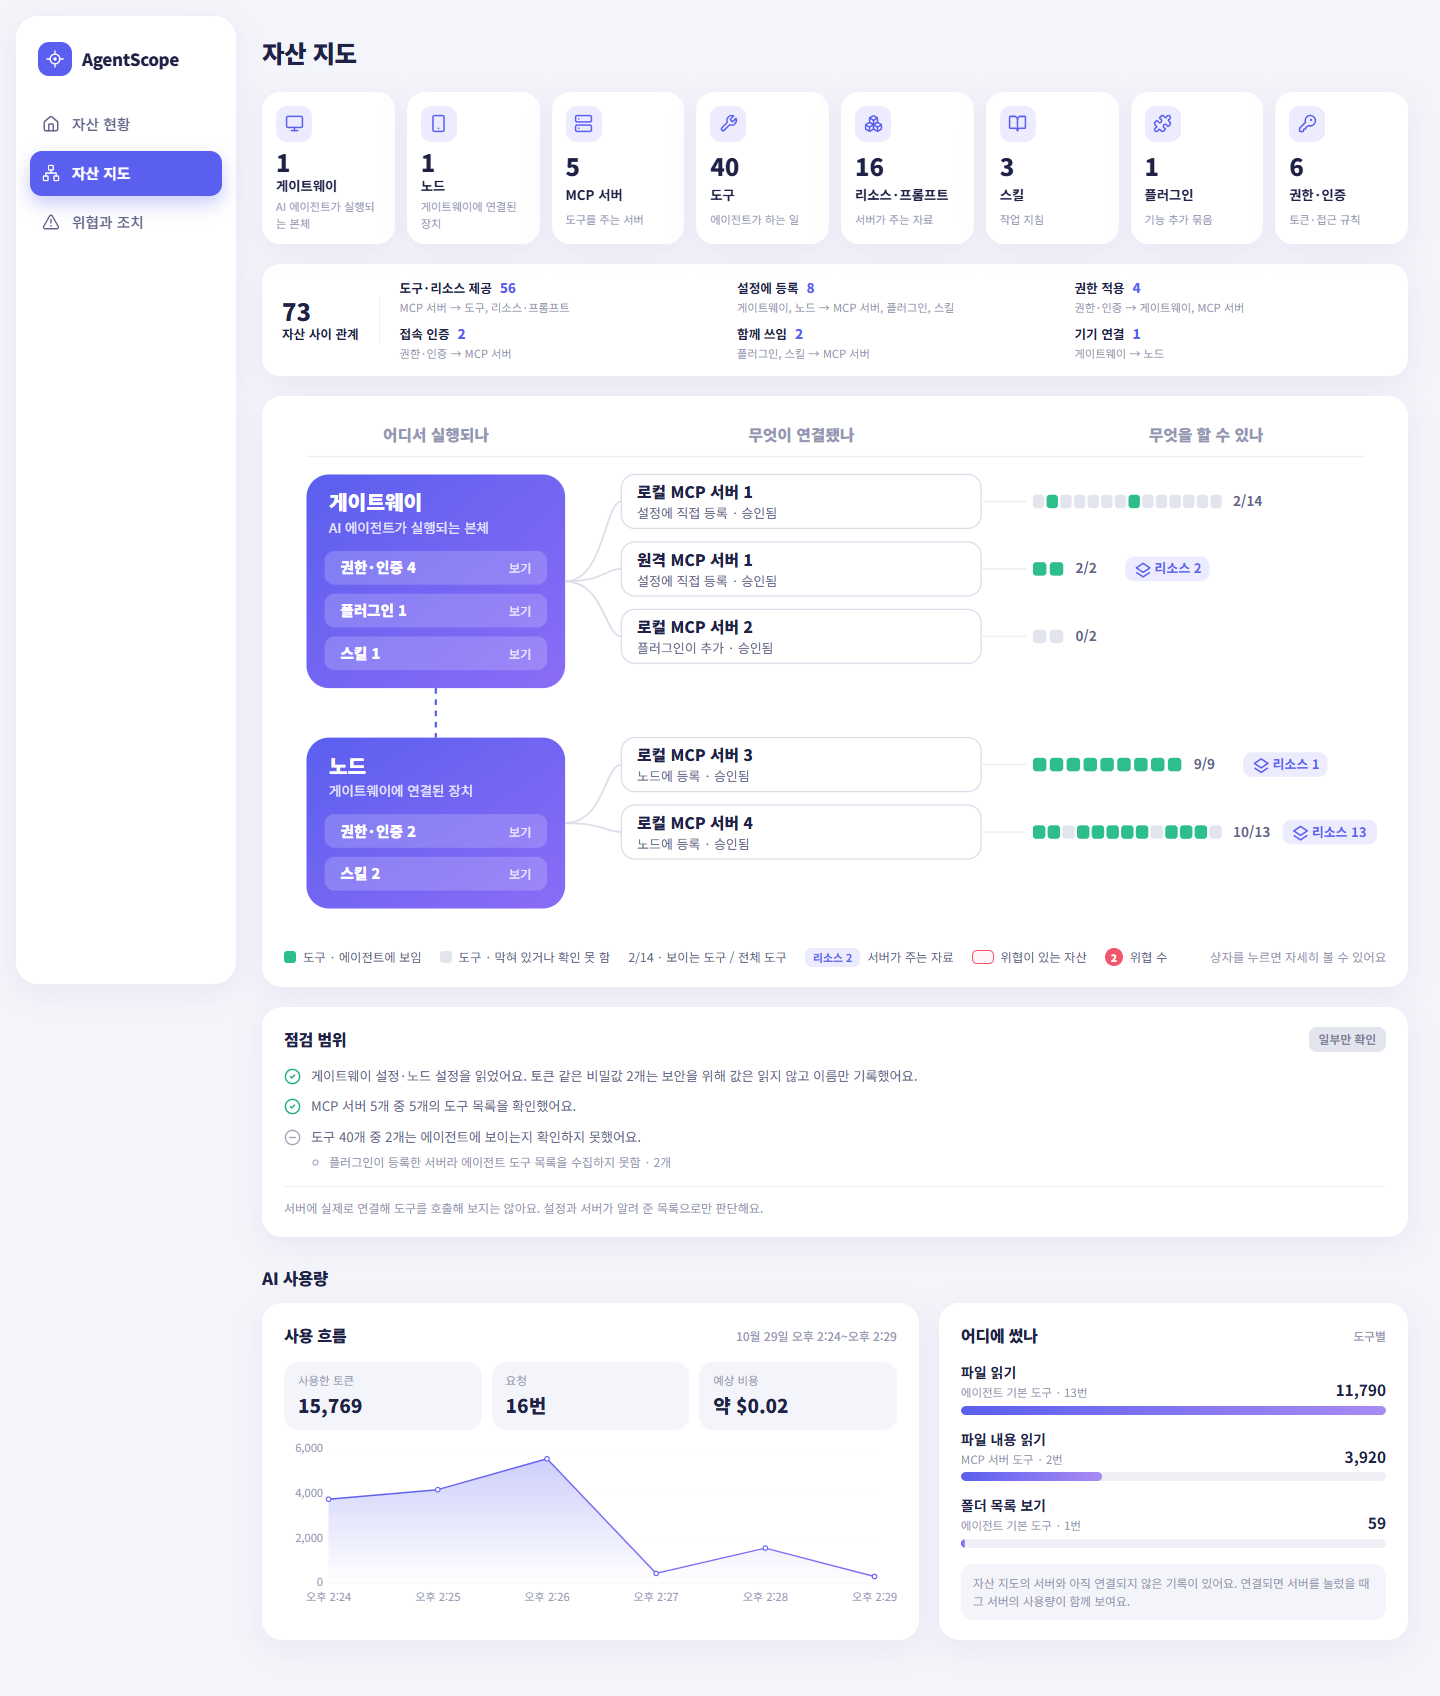 AgentScope
자산 현황
자산 지도
위협과 조치
자산 지도
1
게이트웨이
AI 에이전트가 실행되
는 본체
1
노드
게이트웨이에 연결된
장치
5
MCP 서버
도구를 주는 서버
40
도구
에이전트가 하는 일
16
리소스·프롬프트
서버가 주는 자료
3
스킬
작업 지침
1
플러그인
기능 추가 묶음
6
권한·인증
토큰·접근 규칙
73
자산 사이 관계
도구·리소스 제공 56
MCP 서버 → 도구, 리소스·프롬프트
설정에 등록 8
게이트웨이, 노드 → MCP 서버, 플러그인, 스킬
권한 적용 4
권한·인증 → 게이트웨이, MCP 서버
접속 인증 2
권한·인증 → MCP 서버
함께 쓰임 2
플러그인, 스킬 → MCP 서버
기기 연결 1
게이트웨이 → 노드
어디서 실행되나
무엇이 연결됐나
무엇을 할 수 있나
게이트웨이
AI 에이전트가 실행되는 본체
권한·인증 4 보기
플러그인 1 보기
스킬 1 보기
로컬 MCP 서버 1
설정에 직접 등록 · 승인됨
2/14
원격 MCP 서버 1
설정에 직접 등록 · 승인됨
2/2 리소스 2
로컬 MCP 서버 2
플러그인이 추가 · 승인됨
0/2
노드
게이트웨이에 연결된 장치
권한·인증 2 보기
스킬 2 보기
로컬 MCP 서버 3
노드에 등록 · 승인됨
9/9 리소스 1
로컬 MCP 서버 4
노드에 등록 · 승인됨
10/13 리소스 13
도구 · 에이전트에 보임 도구 · 막혀 있거나 확인 못 함 2/14 · 보이는 도구 / 전체 도구 리소스 2 서버가 주는 자료 위협이 있는 자산 2 위협 수 상자를 누르면 자세히 볼 수 있어요
점검 범위
일부만 확인
게이트웨이 설정·노드 설정을 읽었어요. 토큰 같은 비밀값 2개는 보안을 위해 값은 읽지 않고 이름만 기록했어요.
MCP 서버 5개 중 5개의 도구 목록을 확인했어요.
도구 40개 중 2개는 에이전트에 보이는지 확인하지 못했어요.
플러그인이 등록한 서버라 에이전트 도구 목록을 수집하지 못함 · 2개
서버에 실제로 연결해 도구를 호출해 보지는 않아요. 설정과 서버가 알려 준 목록으로만 판단해요.
AI 사용량
사용 흐름
10월 29일 오후 2:24~오후 2:29
사용한 토큰
15,769
요청
16번
예상 비용
약 $0.02
6,000
4,000
2,000
0
오후 2:24 오후 2:25 오후 2:26 오후 2:27 오후 2:28 오후 2:29
어디에 썼나
도구별
파일 읽기
에이전트 기본 도구 · 13번
11,790
파일 내용 읽기
MCP 서버 도구 · 2번
3,920
폴더 목록 보기
에이전트 기본 도구 · 1번
59
자산 지도의 서버와 아직 연결되지 않은 기록이 있어요. 연결되면 서버를 눌렀을 때
그 서버의 사용량이 함께 보여요.